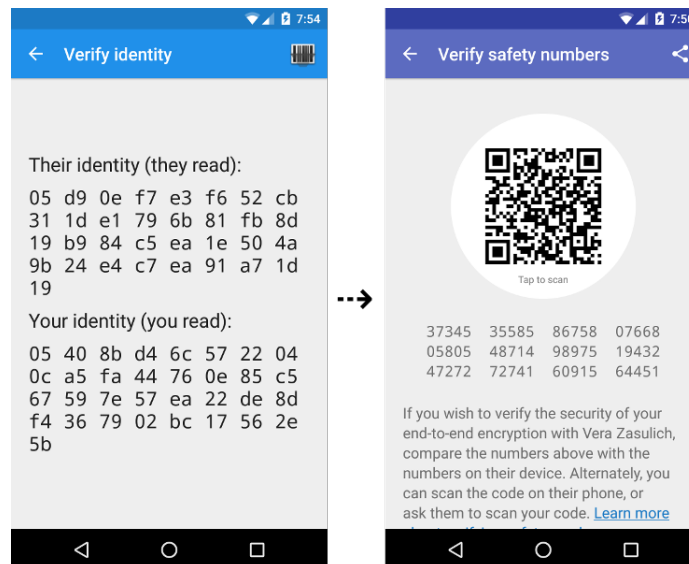 7:54
Verify identity
Their identity (they read):
05 d9 0e f7 e3 f6 52 cb
31 1d e1 79 6b 81 fb 8d
19 b9 84 c5 ea 1e 50 4a
9b 24 e4 c7 ea 91 a7 1d
19
Your identity (you read):
05 40 8b d4 6c 57 22 04
0c a5 fa 44 76 0e 85 c5
67 59 7e 57 ea 22 de 8d
f4 36 79 02 bc 17 56 2e
5b
Verify safety numbers
Tap to scan
37345 35585 86758 07668
05805 48714 98975 19432
47272 72741 60915 64451
If you wish to verify the security of your
end-to-end encryption with Vera Zasulich,
compare the numbers above with the
numbers on their device. Alternately, you
can scan the code on their phone, or
ask them to scan your code. Learn more